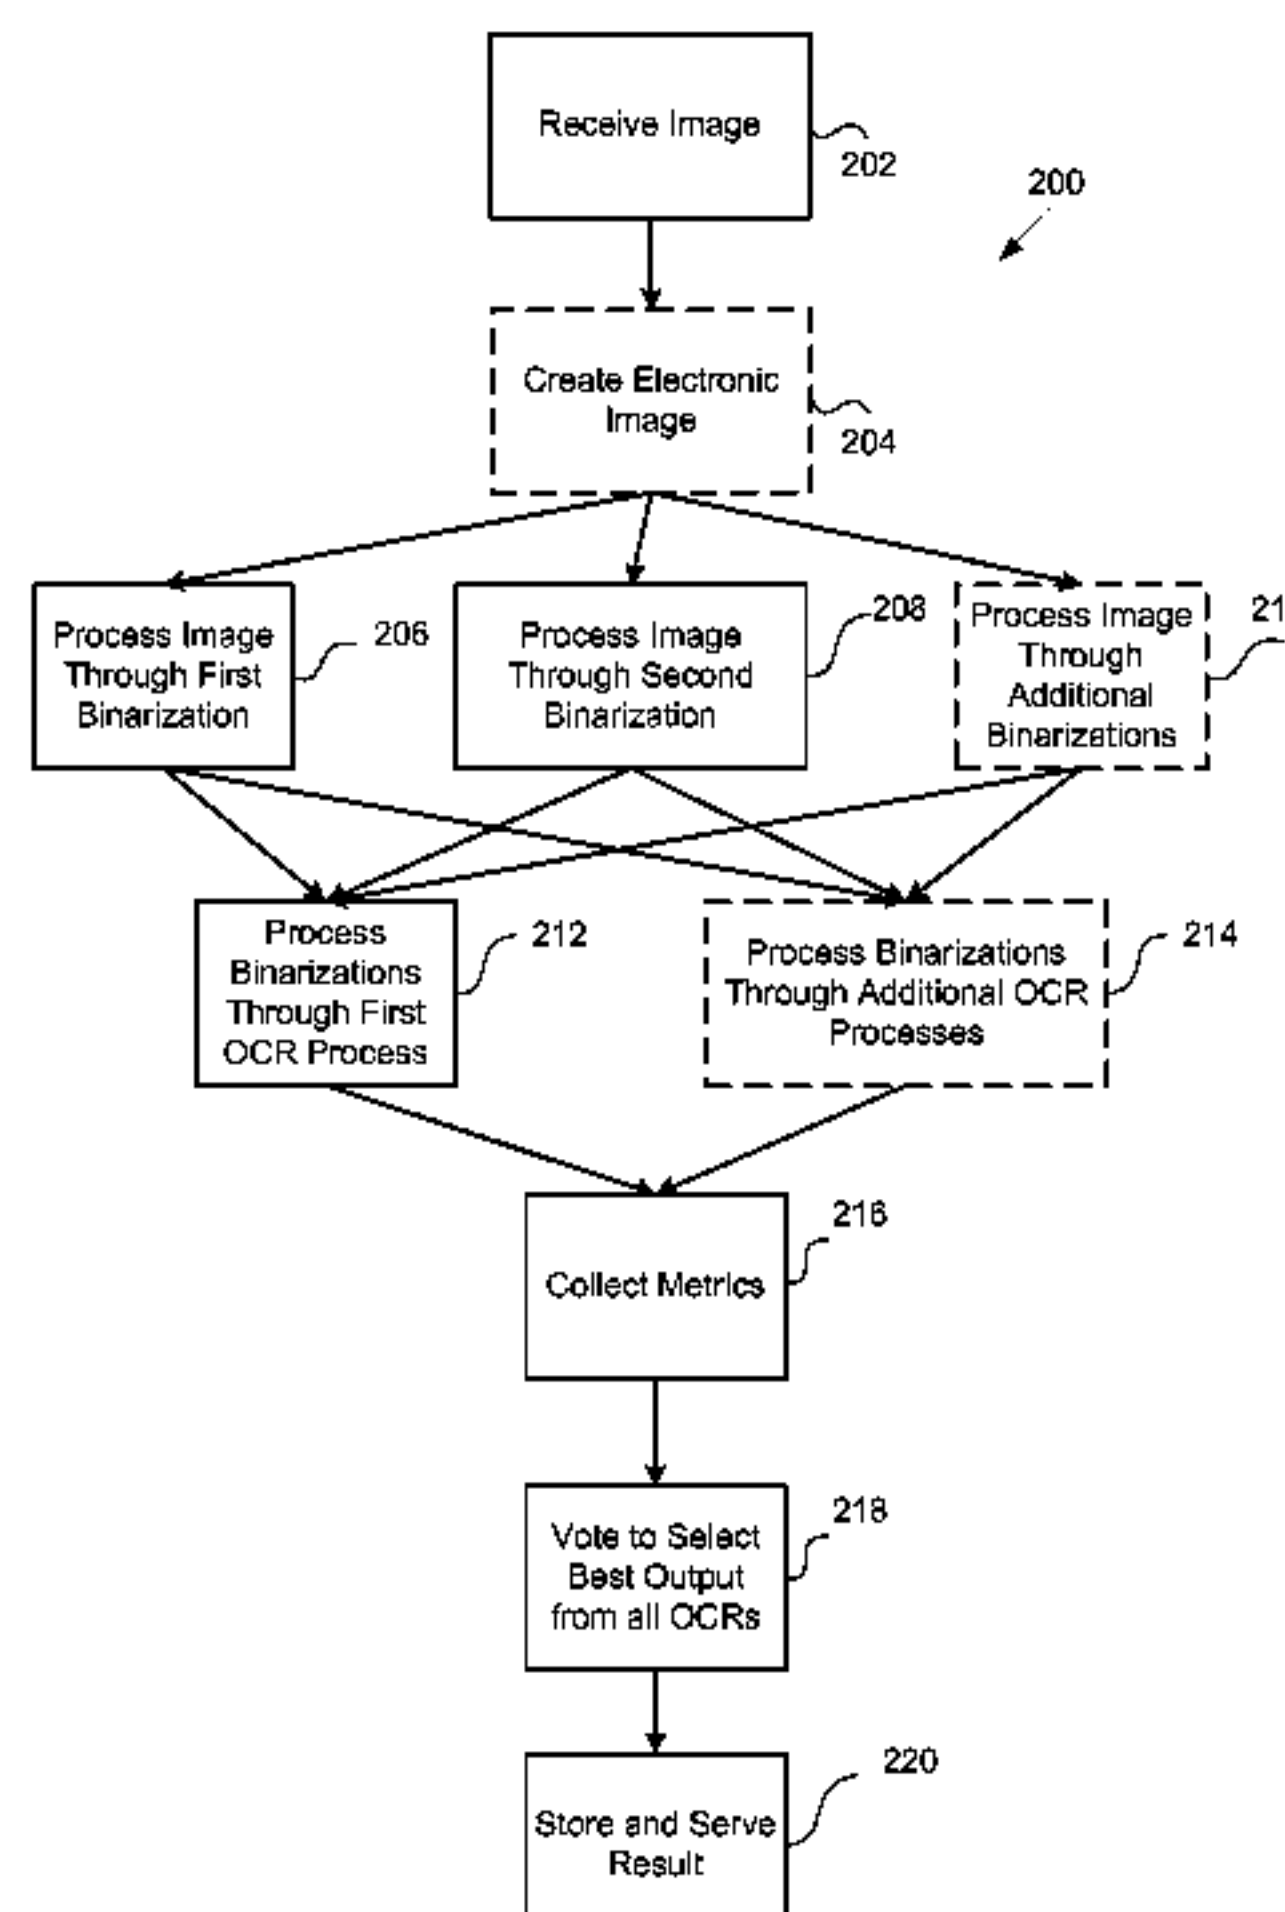 Receive Image
202
200
Create Electronic
Image
204
Process Image
Through First
Binarization
206
Process Image
Through Second
Binarization
208
Process Image
Through
Additional
Binarizations
21
Process
Binarizations
Through First
OCR Process
212
Process Binarizations
Through Additional OCR
Processes
214
Collect Metrics
216
Vote to Select
Best Output
from all OCRs
218
Store and Serve
Result
220